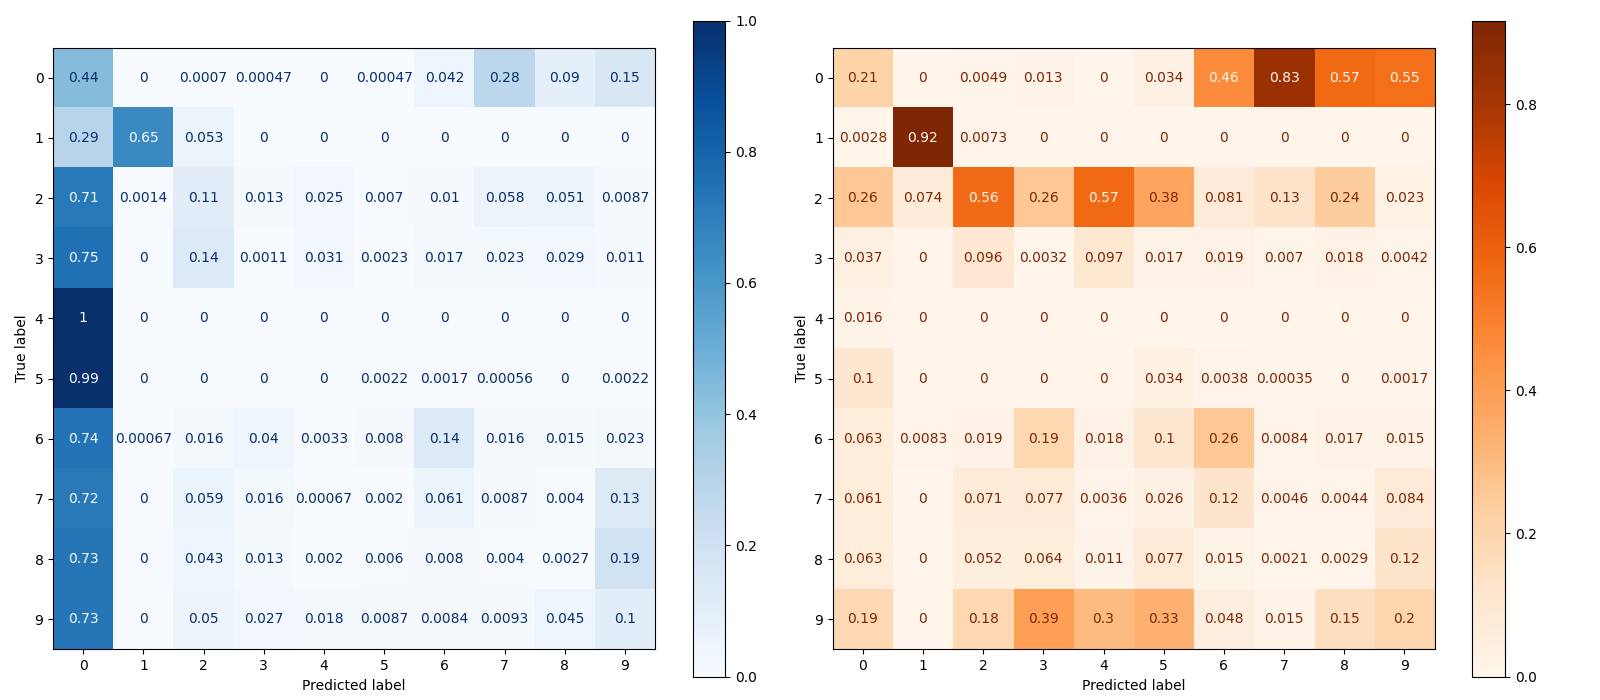 0 0.44 0 0.0007 0.00047 0 0.00047 0.042 0.28 0.09 0.15
1 0.29 0.65 0.053 0 0 0 0 0 0 0
2 0.71 0.0014 0.11 0.013 0.025 0.007 0.01 0.058 0.051 0.0087
3 0.75 0 0.14 0.0011 0.031 0.0023 0.017 0.023 0.029 0.011
4 1 0 0 0 0 0 0 0 0 0
5 0.99 0 0 0 0 0.0022 0.0017 0.00056 0 0.0022
6 0.74 0.00067 0.016 0.04 0.0033 0.008 0.14 0.016 0.015 0.023
7 0.72 0 0.059 0.016 0.00067 0.002 0.061 0.0087 0.004 0.13
8 0.73 0 0.043 0.013 0.002 0.006 0.008 0.004 0.0027 0.19
9 0.73 0 0.05 0.027 0.018 0.0087 0.0084 0.0093 0.045 0.1
0 1 2 3 4 5 6 7 8 9
Predicted label
True label
1.0
0.8
0.6
0.4
0.2
0.0
0 0.21 0 0.0049 0.013 0 0.034 0.46 0.83 0.57 0.55
1 0.0028 0.92 0.0073 0 0 0 0 0 0 0
2 0.26 0.074 0.56 0.26 0.57 0.38 0.081 0.13 0.24 0.023
3 0.037 0 0.096 0.0032 0.097 0.017 0.019 0.007 0.018 0.0042
4 0.016 0 0 0 0 0 0 0 0 0
5 0.1 0 0 0 0 0.034 0.0038 0.00035 0 0.0017
6 0.063 0.0083 0.019 0.19 0.018 0.1 0.26 0.0084 0.017 0.015
7 0.061 0 0.071 0.077 0.0036 0.026 0.12 0.0046 0.0044 0.084
8 0.063 0 0.052 0.064 0.011 0.077 0.015 0.0021 0.0029 0.12
9 0.19 0 0.18 0.39 0.3 0.33 0.048 0.015 0.15 0.2
0 1 2 3 4 5 6 7 8 9
Predicted label
True label
0.8
0.6
0.4
0.2
0.0